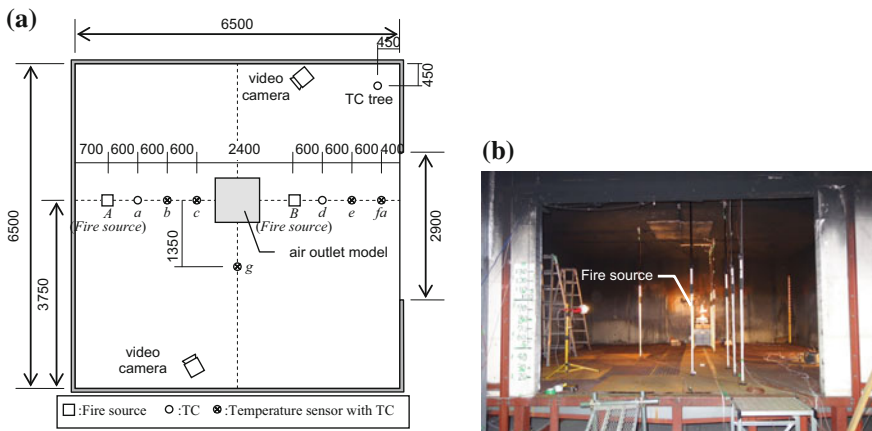 (a)
6500
450
450
video
camera
TC tree
700 600 600 600 2400 600 600 600 400
A a b c B d e fa
(Fire source) (Fire source)
6500
3750
1350
2900
air outlet model
g
video
camera
:Fire source :TC :Temperature sensor with TC
(b)
Fire source